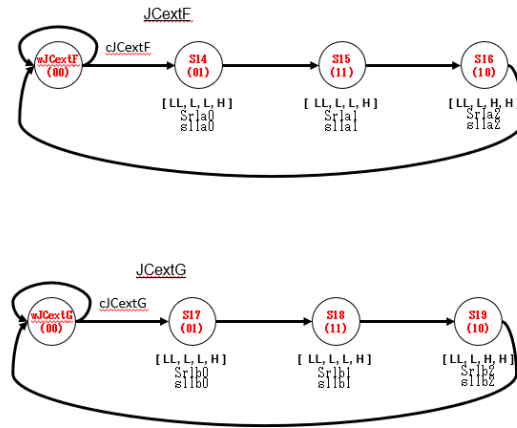 JCextF
cJCextF
wJCextF
(00)
S14
(01)
S15
(11)
S16
(10)
[ LL, L, L, H ]
Srla0
slla0
[ LL, L, L, H ]
Srla1
slla1
[ LL, L, H, H ]
Srla2
slla2
JCextG
cJCextG
wJCextG
(00)
S17
(01)
S18
(11)
S19
(10)
[ LL, L, L, H ]
Srlb0
sllb0
[ LL, L, L, H ]
Srlb1
sllb1
[ LL, L, H, H ]
Srlb2
sllb2